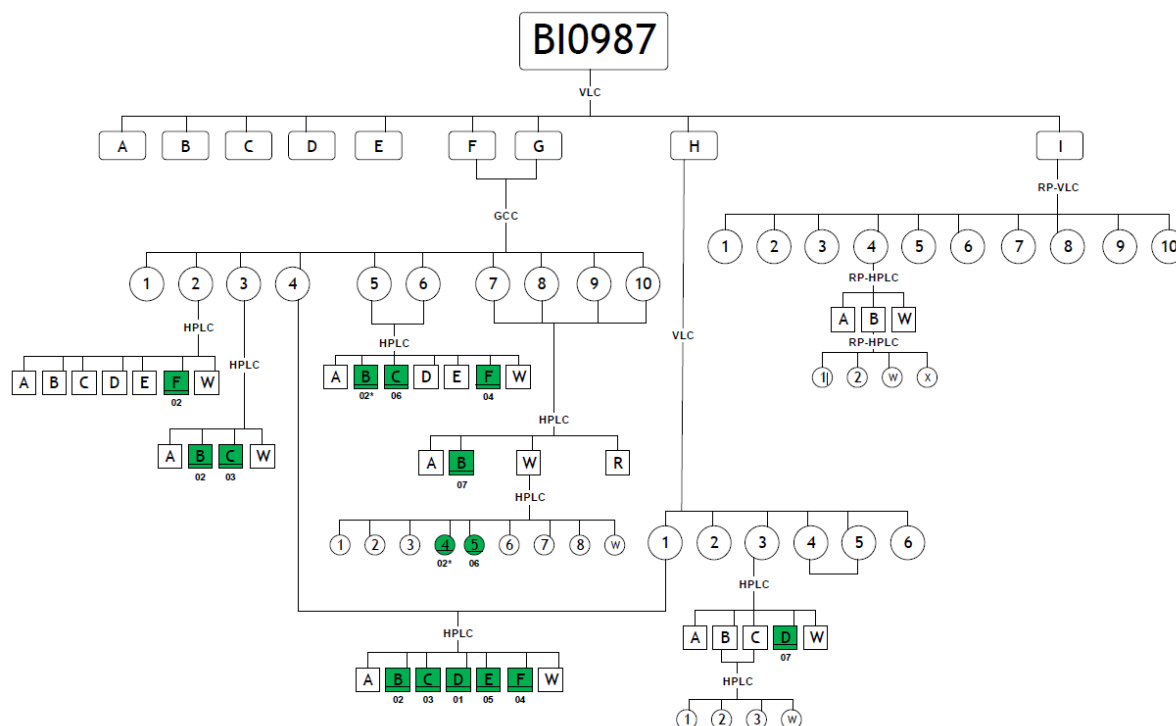 BI0987
VLC
A B C D E F G H I
RP-VLC
GCC
1 2 3 4 5 6 7 8 9 10
1 2 3 4 5 6 7 8 9 10
RP-HPLC
A B W
HPLC
HPLC
HPLC
VLC
RP-HPLC
A B C D E F W
02
A B C D E F W
02* 06 04
1 2 W X
HPLC
A B C W
02 03
A B W R
07
HPLC
1 2 3 4 5 6 7 8 W
02* 06
1 2 3 4 5 6
HPLC
A B C D W
07
HPLC
A B C D E F W
02 03 01 05 04
HPLC
1 2 3 W